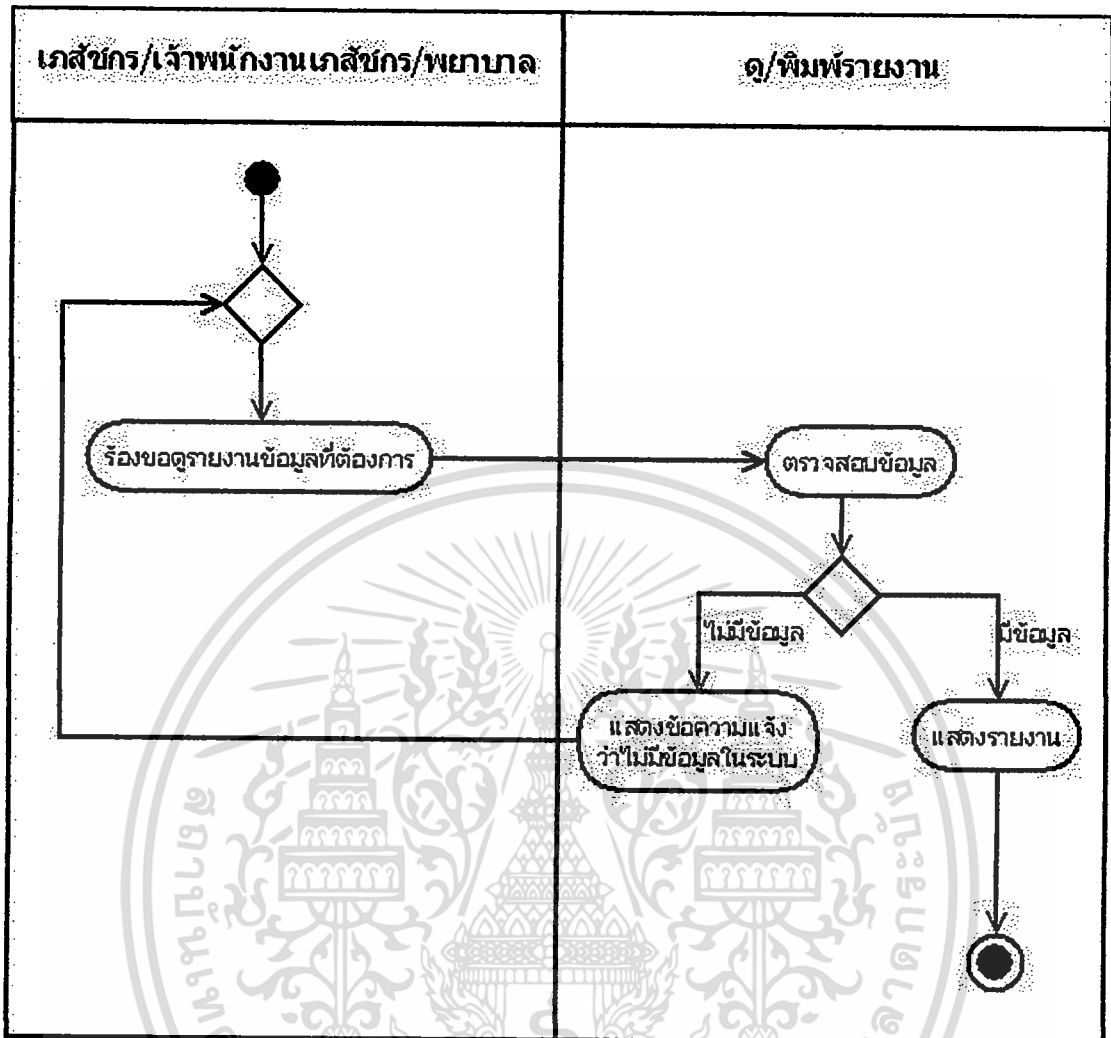 เภสัชกร/เจ้าพนักงานเภสัชกร/พยาบาล
ดู/พิมพ์รายงาน
ร้องขอดูรายงานข้อมูลที่ต้องการ
ตรวจสอบข้อมูล
ไม่มีข้อมูล
มีข้อมูล
แสดงข้อความแจ้ง
ว่าไม่มีข้อมูลในระบบ
แสดงรายงาน